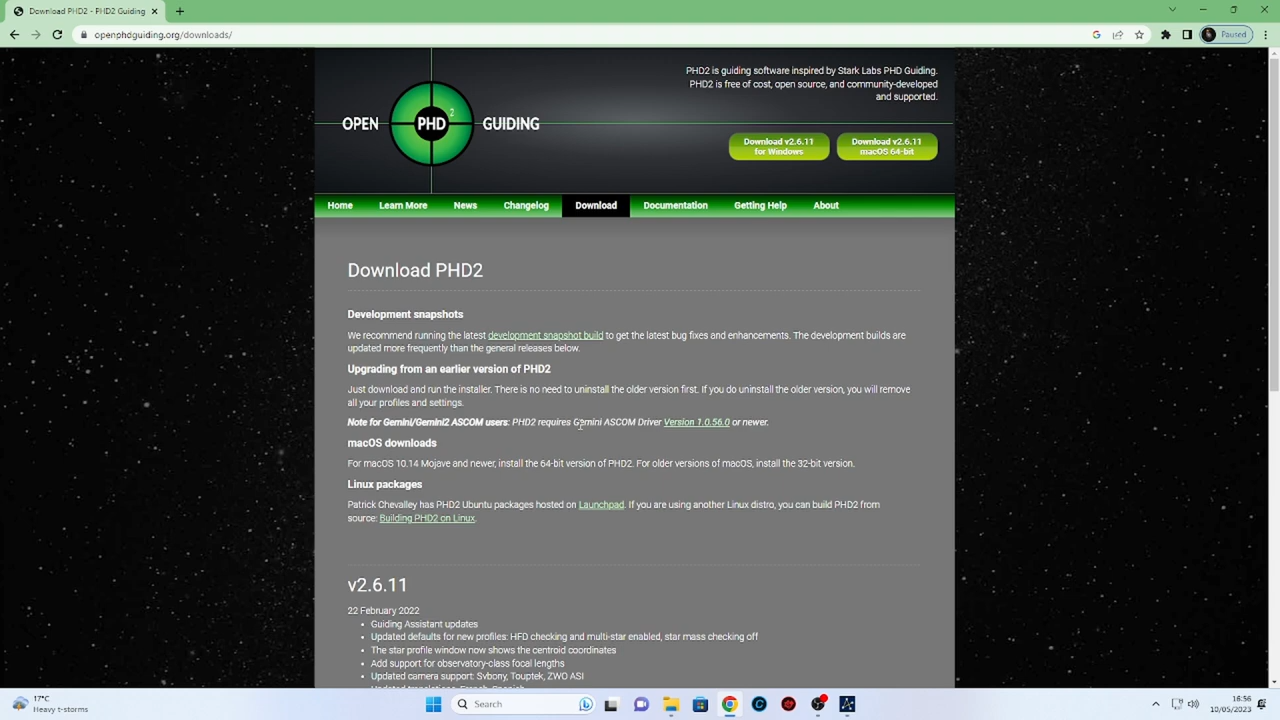 Download PHD2 - PHD2 Guiding
openphdguiding.org/downloads/
Paused
PHD2 is guiding software inspired by Stark Labs PHD Guiding.
PHD2 is free of cost, open source, and community-developed
and supported.
OPEN PHD 2 GUIDING
Download v2.6.11
for Windows
Download v2.6.11
macOS 64-bit
Home Learn More News Changelog Download Documentation Getting Help About
Download PHD2
Development snapshots
We recommend running the latest development snapshot build to get the latest bug fixes and enhancements. The development builds are
updated more frequently than the general releases below.
Upgrading from an earlier version of PHD2
Just download and run the installer. There is no need to uninstall the older version first. If you do uninstall the older version, you will remove
all your profiles and settings.
Note for Gemini/Gemini2 ASCOM users: PHD2 requires Gemini ASCOM Driver Version 1.0.56.0 or newer.
macOS downloads
For macOS 10.14 Mojave and newer, install the 64-bit version of PHD2. For older versions of macOS, install the 32-bit version.
Linux packages
Patrick Chevalley has PHD2 Ubuntu packages hosted on Launchpad. If you are using another Linux distro, you can build PHD2 from
source: Building PHD2 on Linux.
v2.6.11
22 February 2022
• Guiding Assistant updates
• Updated defaults for new profiles: HFD checking and multi-star enabled, star mass checking off
• The star profile window now shows the centroid coordinates
• Add support for observatory-class focal lengths
• Updated camera support: Svbony, Touptek, ZWO ASI
• Updated translations: French, Spanish
17°C
Heavy t-storms
Search
16:56
10/05/2023